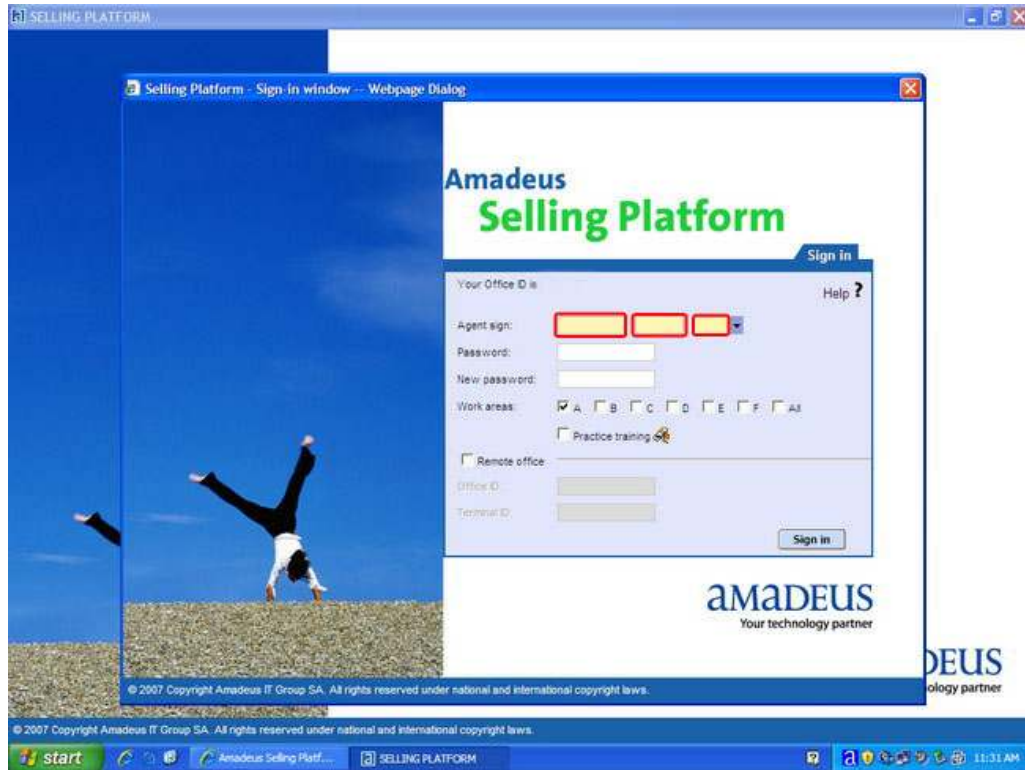 SELLING PLATFORM
Selling Platform - Sign-in window -- Webpage Dialog
Amadeus
Selling Platform
Sign in
Your Office ID is
Help ?
Agent sign:
Password:
New password:
Work areas: A B C D E F All
Practice training
Remote office
Office ID:
Terminal ID:
Sign in
amaDEUS
Your technology partner
DEUS
ology partner
© 2007 Copyright Amadeus IT Group SA. All rights reserved under national and international copyright laws.
© 2007 Copyright Amadeus IT Group SA. All rights reserved under national and international copyright laws.
start
Amadeus Selling Platf...
SELLING PLATFORM
11:31 AM